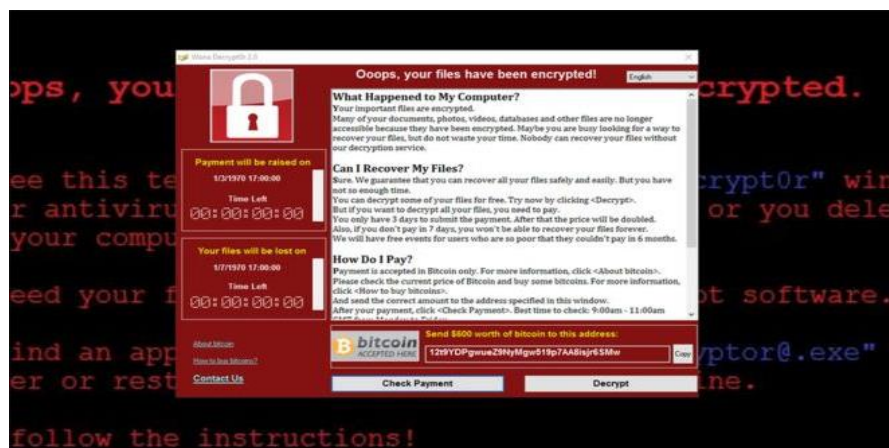 Wana Decrypt0r 2.0
Ooops, your files have been encrypted!
English
What Happened to My Computer?
Your important files are encrypted.
Many of your documents, photos, videos, databases and other files are no longer
accessible because they have been encrypted. Maybe you are busy looking for a way to
recover your files, but do not waste your time. Nobody can recover your files without
our decryption service.
Can I Recover My Files?
Sure. We guarantee that you can recover all your files safely and easily. But you have
not so enough time.
You can decrypt some of your files for free. Try now by clicking <Decrypt>.
But if you want to decrypt all your files, you need to pay.
You only have 3 days to submit the payment. After that the price will be doubled.
Also, if you don't pay in 7 days, you won't be able to recover your files forever.
We will have free events for users who are so poor that they couldn't pay in 6 months.
How Do I Pay?
Payment is accepted in Bitcoin only. For more information, click <About bitcoin>.
Please check the current price of Bitcoin and buy some bitcoins. For more information,
click <How to buy bitcoins>.
And send the correct amount to the address specified in this window.
After your payment, click <Check Payment>. Best time to check: 9:00am - 11:00am
GMT from Monday to Friday.
Payment will be raised on
1/3/1970 17:00:00
Time Left
00:00:00:00
Your files will be lost on
1/7/1970 17:00:00
Time Left
00:00:00:00
About bitcoin
How to buy bitcoins?
Contact Us
bitcoin
ACCEPTED HERE
Send $600 worth of bitcoin to this address:
12t9YDPgwueZ9NyMgw519p7AA8isjr6SMw
Copy
Check Payment
Decrypt
ops, you
crypted.
ee this te
crypt0r" win
r antiviru
or you dele
your compu
eed your f
pt software.
ind an app
yptor@.exe"
er or rest
ine.
follow the instructions!